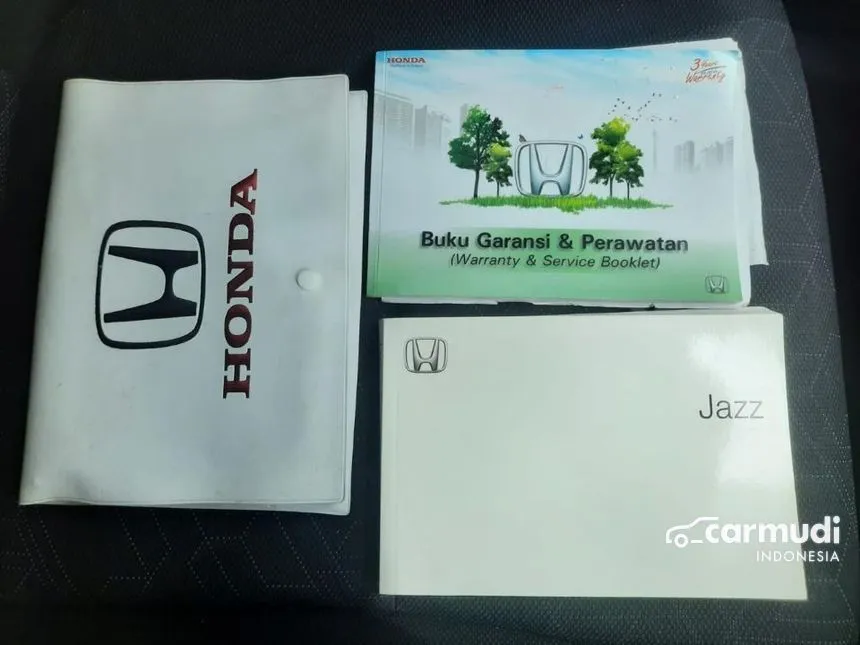 HONDA
HONDA
3 Years
Warranty
Buku Garansi & Perawatan
(Warranty & Service Booklet)
Jazz
carmudi
INDONESIA